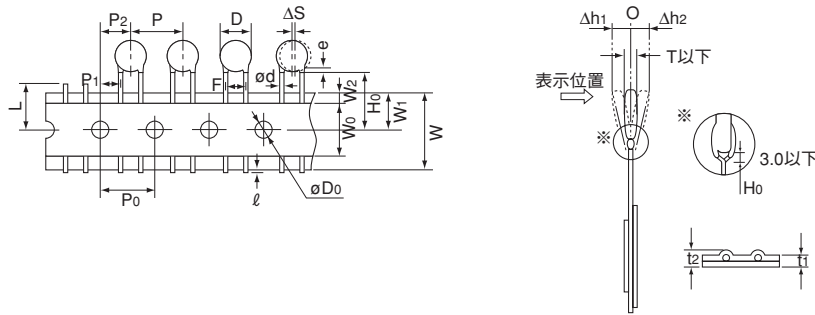 P2 P D ΔS
e
P1 F ød
L
W2 H0 W1
W0 W
P0 ℓ øD0
Δh1 O Δh2
T以下
表示位置
※
※
3.0以下
H0
t2 t1